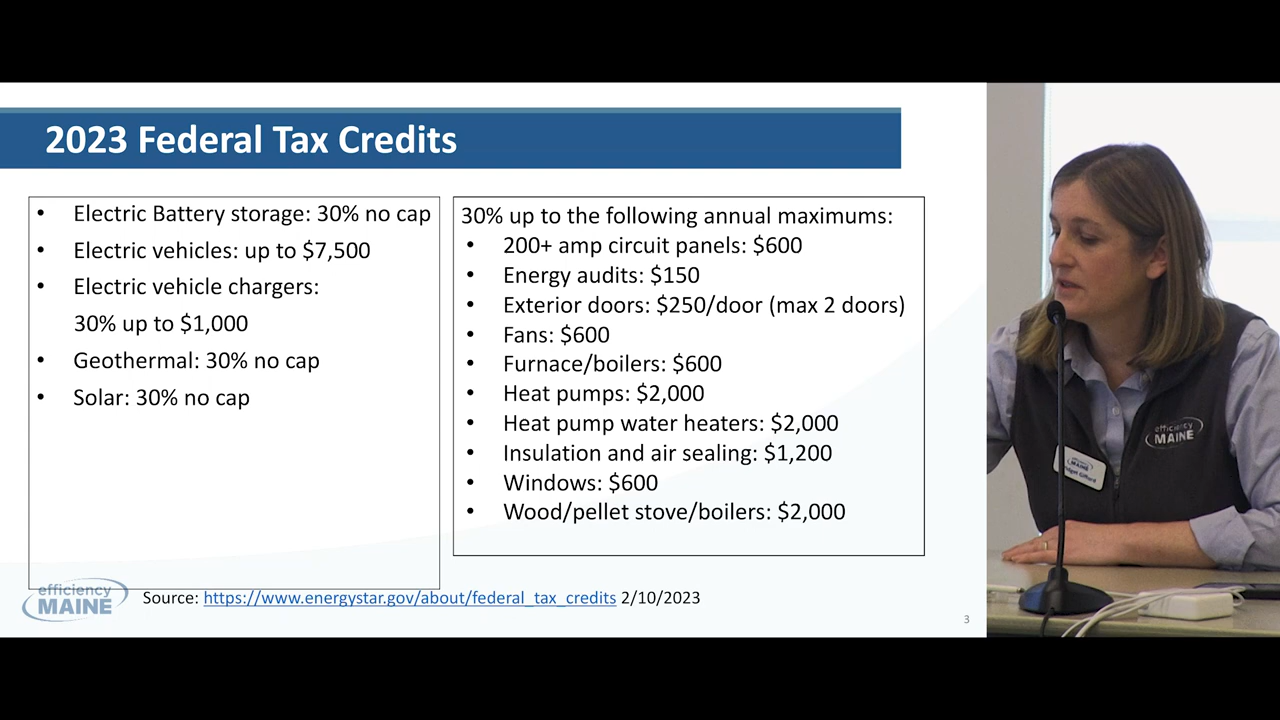 2023 Federal Tax Credits
• Electric Battery storage: 30% no cap
• Electric vehicles: up to $7,500
• Electric vehicle chargers:
30% up to $1,000
• Geothermal: 30% no cap
• Solar: 30% no cap
30% up to the following annual maximums:
• 200+ amp circuit panels: $600
• Energy audits: $150
• Exterior doors: $250/door (max 2 doors)
• Fans: $600
• Furnace/boilers: $600
• Heat pumps: $2,000
• Heat pump water heaters: $2,000
• Insulation and air sealing: $1,200
• Windows: $600
• Wood/pellet stove/boilers: $2,000
efficiency
MAINE
Source: https://www.energystar.gov/about/federal_tax_credits 2/10/2023
3
efficiency
MAINE
MAINE
Gifford